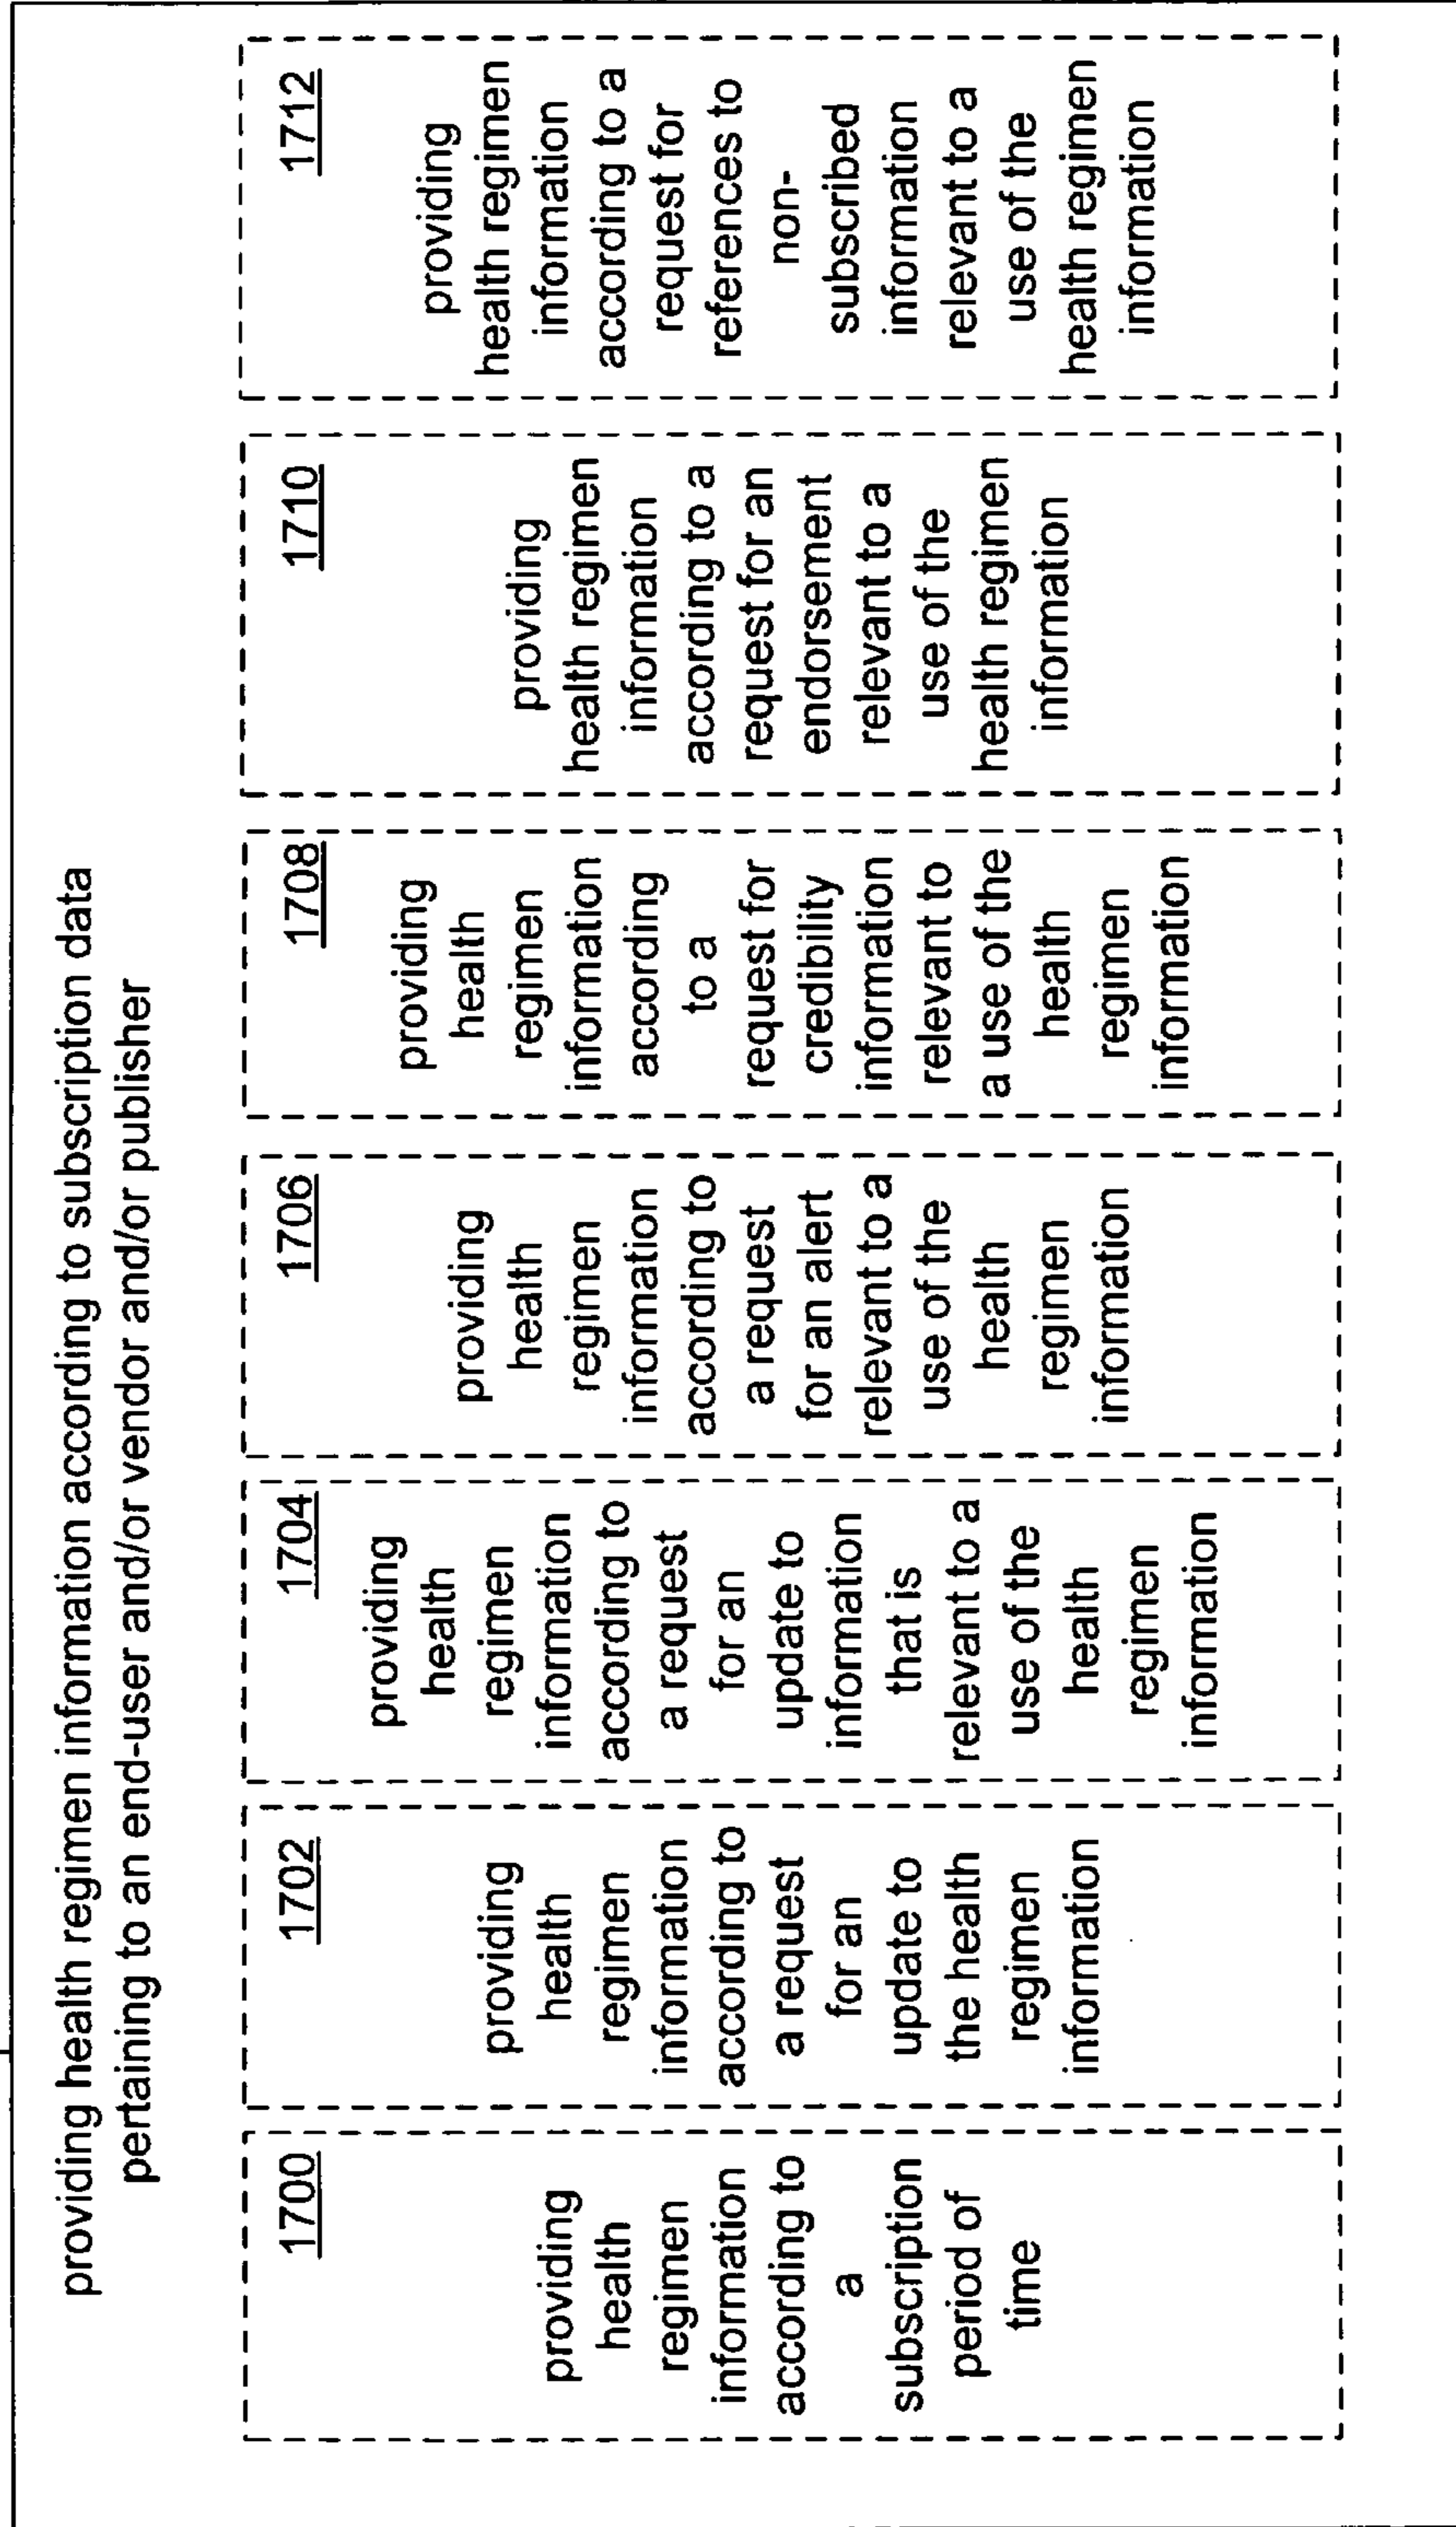 providing health regimen information according to subscription data
pertaining to an end-user and/or vendor and/or publisher
1700
providing
health
regimen
information
according to
a
subscription
period of
time
1702
providing
health
regimen
information
according to
a request
for an
update to
the health
regimen
information
1704
providing
health
regimen
information
according to
a request
for an
update to
information
that is
relevant to a
use of the
health
regimen
information
1706
providing
health
regimen
information
according to
a request
for an alert
relevant to a
use of the
health
regimen
information
1708
providing
health
regimen
information
according
to a
request for
credibility
information
relevant to
a use of the
health
regimen
information
1710
providing
health regimen
information
according to a
request for an
endorsement
relevant to a
use of the
health regimen
information
1712
providing
health regimen
information
according to a
request for
references to
non-
subscribed
information
relevant to a
use of the
health regimen
information